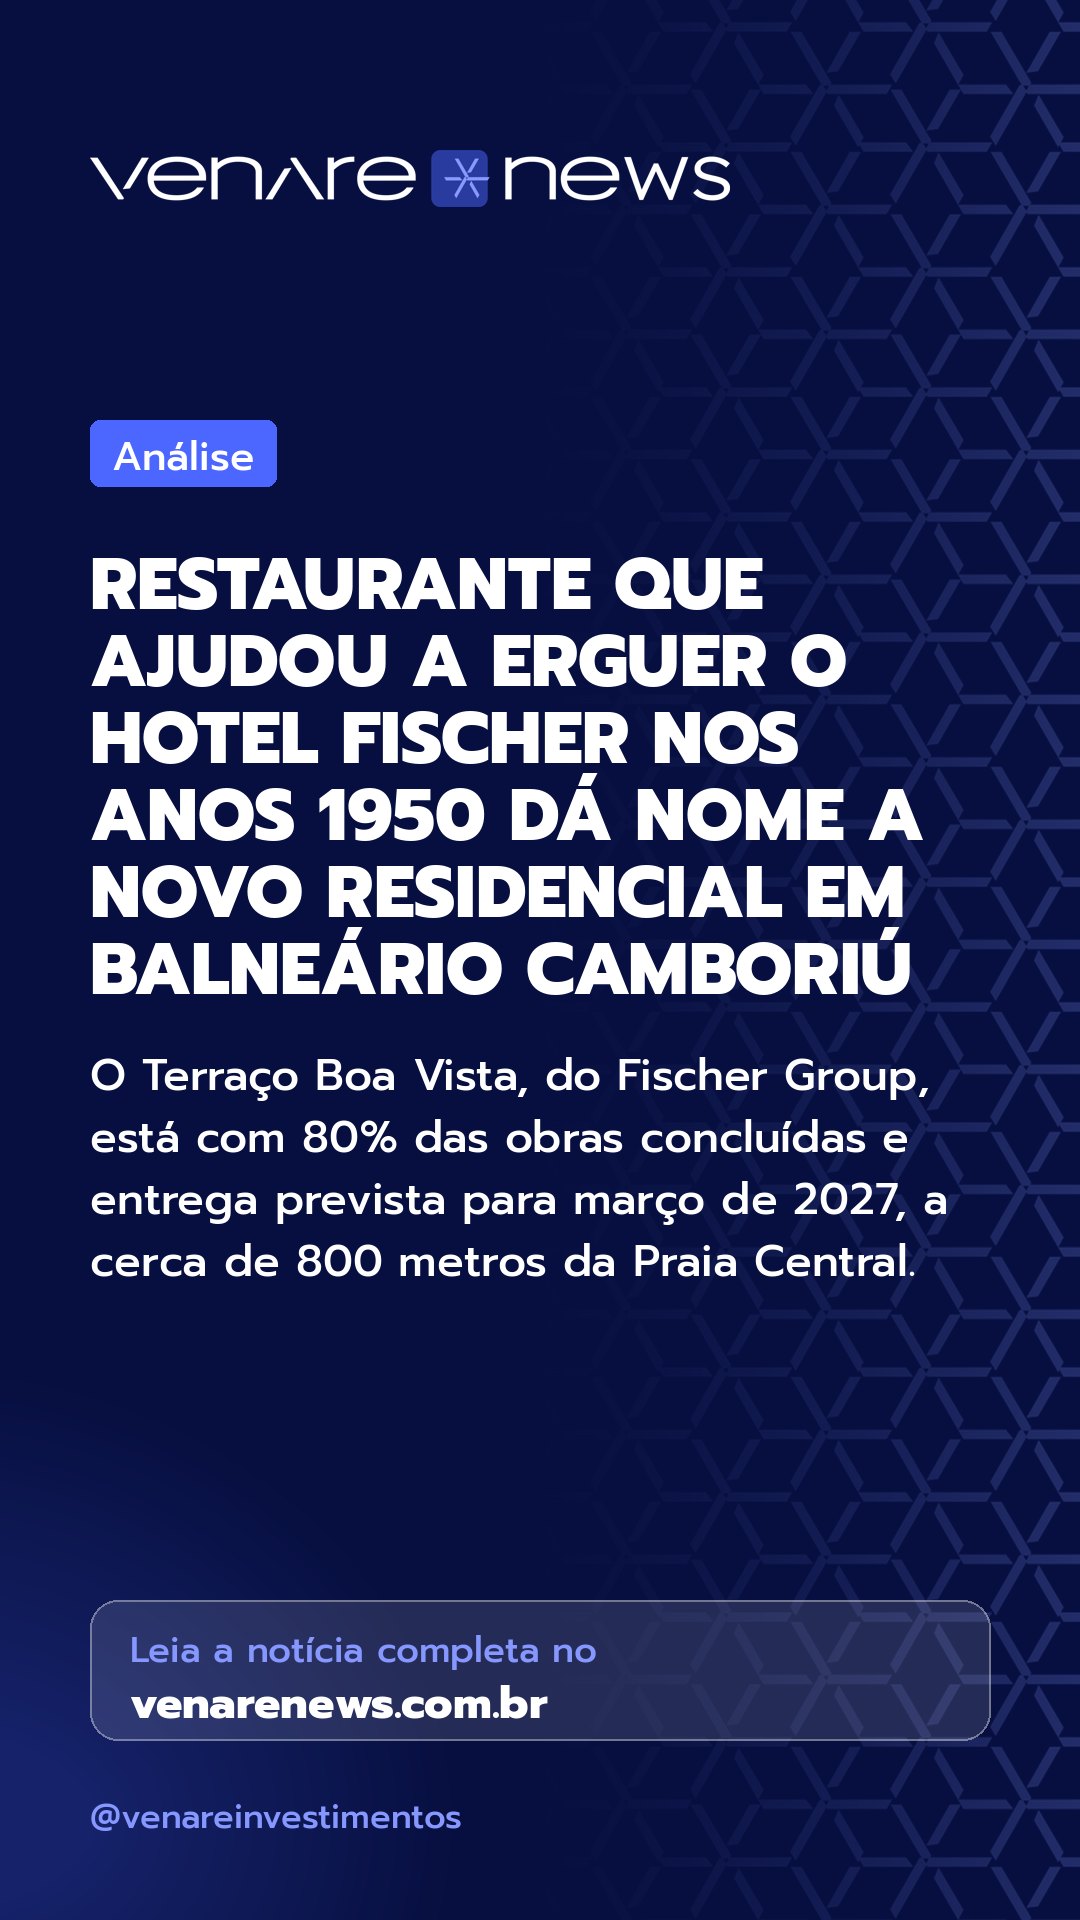 venare news
Análise
RESTAURANTE QUE
AJUDOU A ERGUER O
HOTEL FISCHER NOS
ANOS 1950 DÁ NOME A
NOVO RESIDENCIAL EM
BALNEÁRIO CAMBORIÚ
O Terraço Boa Vista, do Fischer Group,
está com 80% das obras concluídas e
entrega prevista para março de 2027, a
cerca de 800 metros da Praia Central.
Leia a notícia completa no
venarenews.com.br
@venareinvestimentos